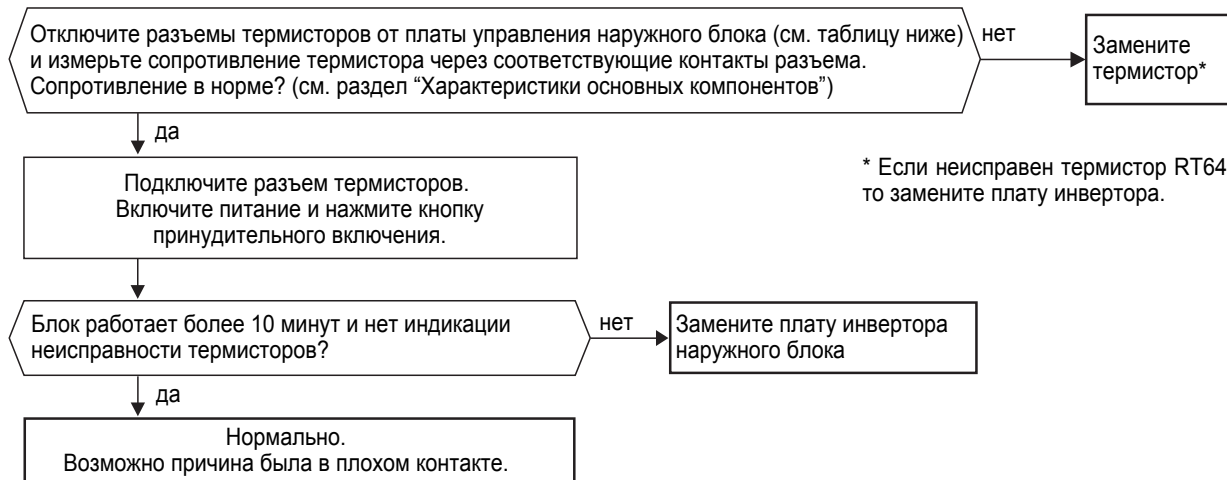 Отключите разъемы термисторов от платы управления наружного блока (см. таблицу ниже)
и измерьте сопротивление термистора через соответствующие контакты разъема.
Сопротивление в норме? (см. раздел “Характеристики основных компонентов”)
нет
Замените
термистор*
да
* Если неисправен термистор RT64
то замените плату инвертора.
Подключите разъем термисторов.
Включите питание и нажмите кнопку
принудительного включения.
Блок работает более 10 минут и нет индикации
неисправности термисторов?
нет
Замените плату инвертора
наружного блока
да
Нормально.
Возможно причина была в плохом контакте.